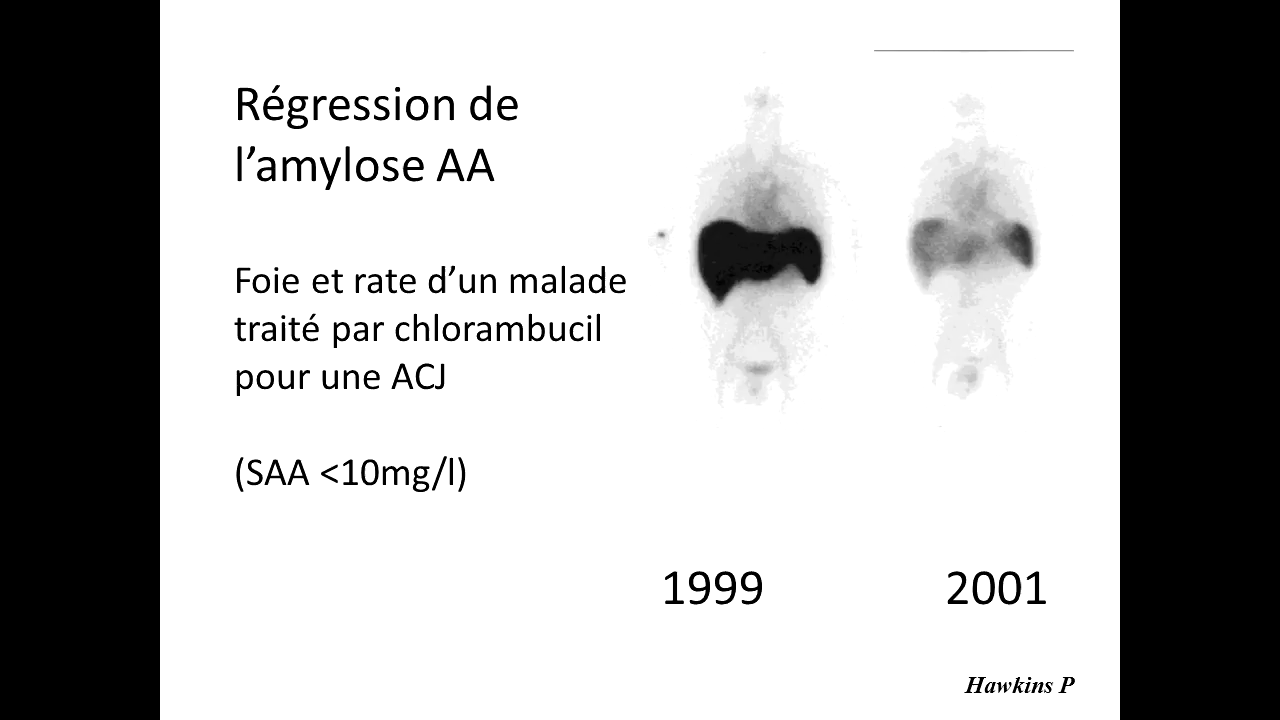 Régression de
l’amylose AA
Foie et rate d’un malade
traité par chlorambucil
pour une ACJ
(SAA <10mg/l)
1999
2001
Hawkins P